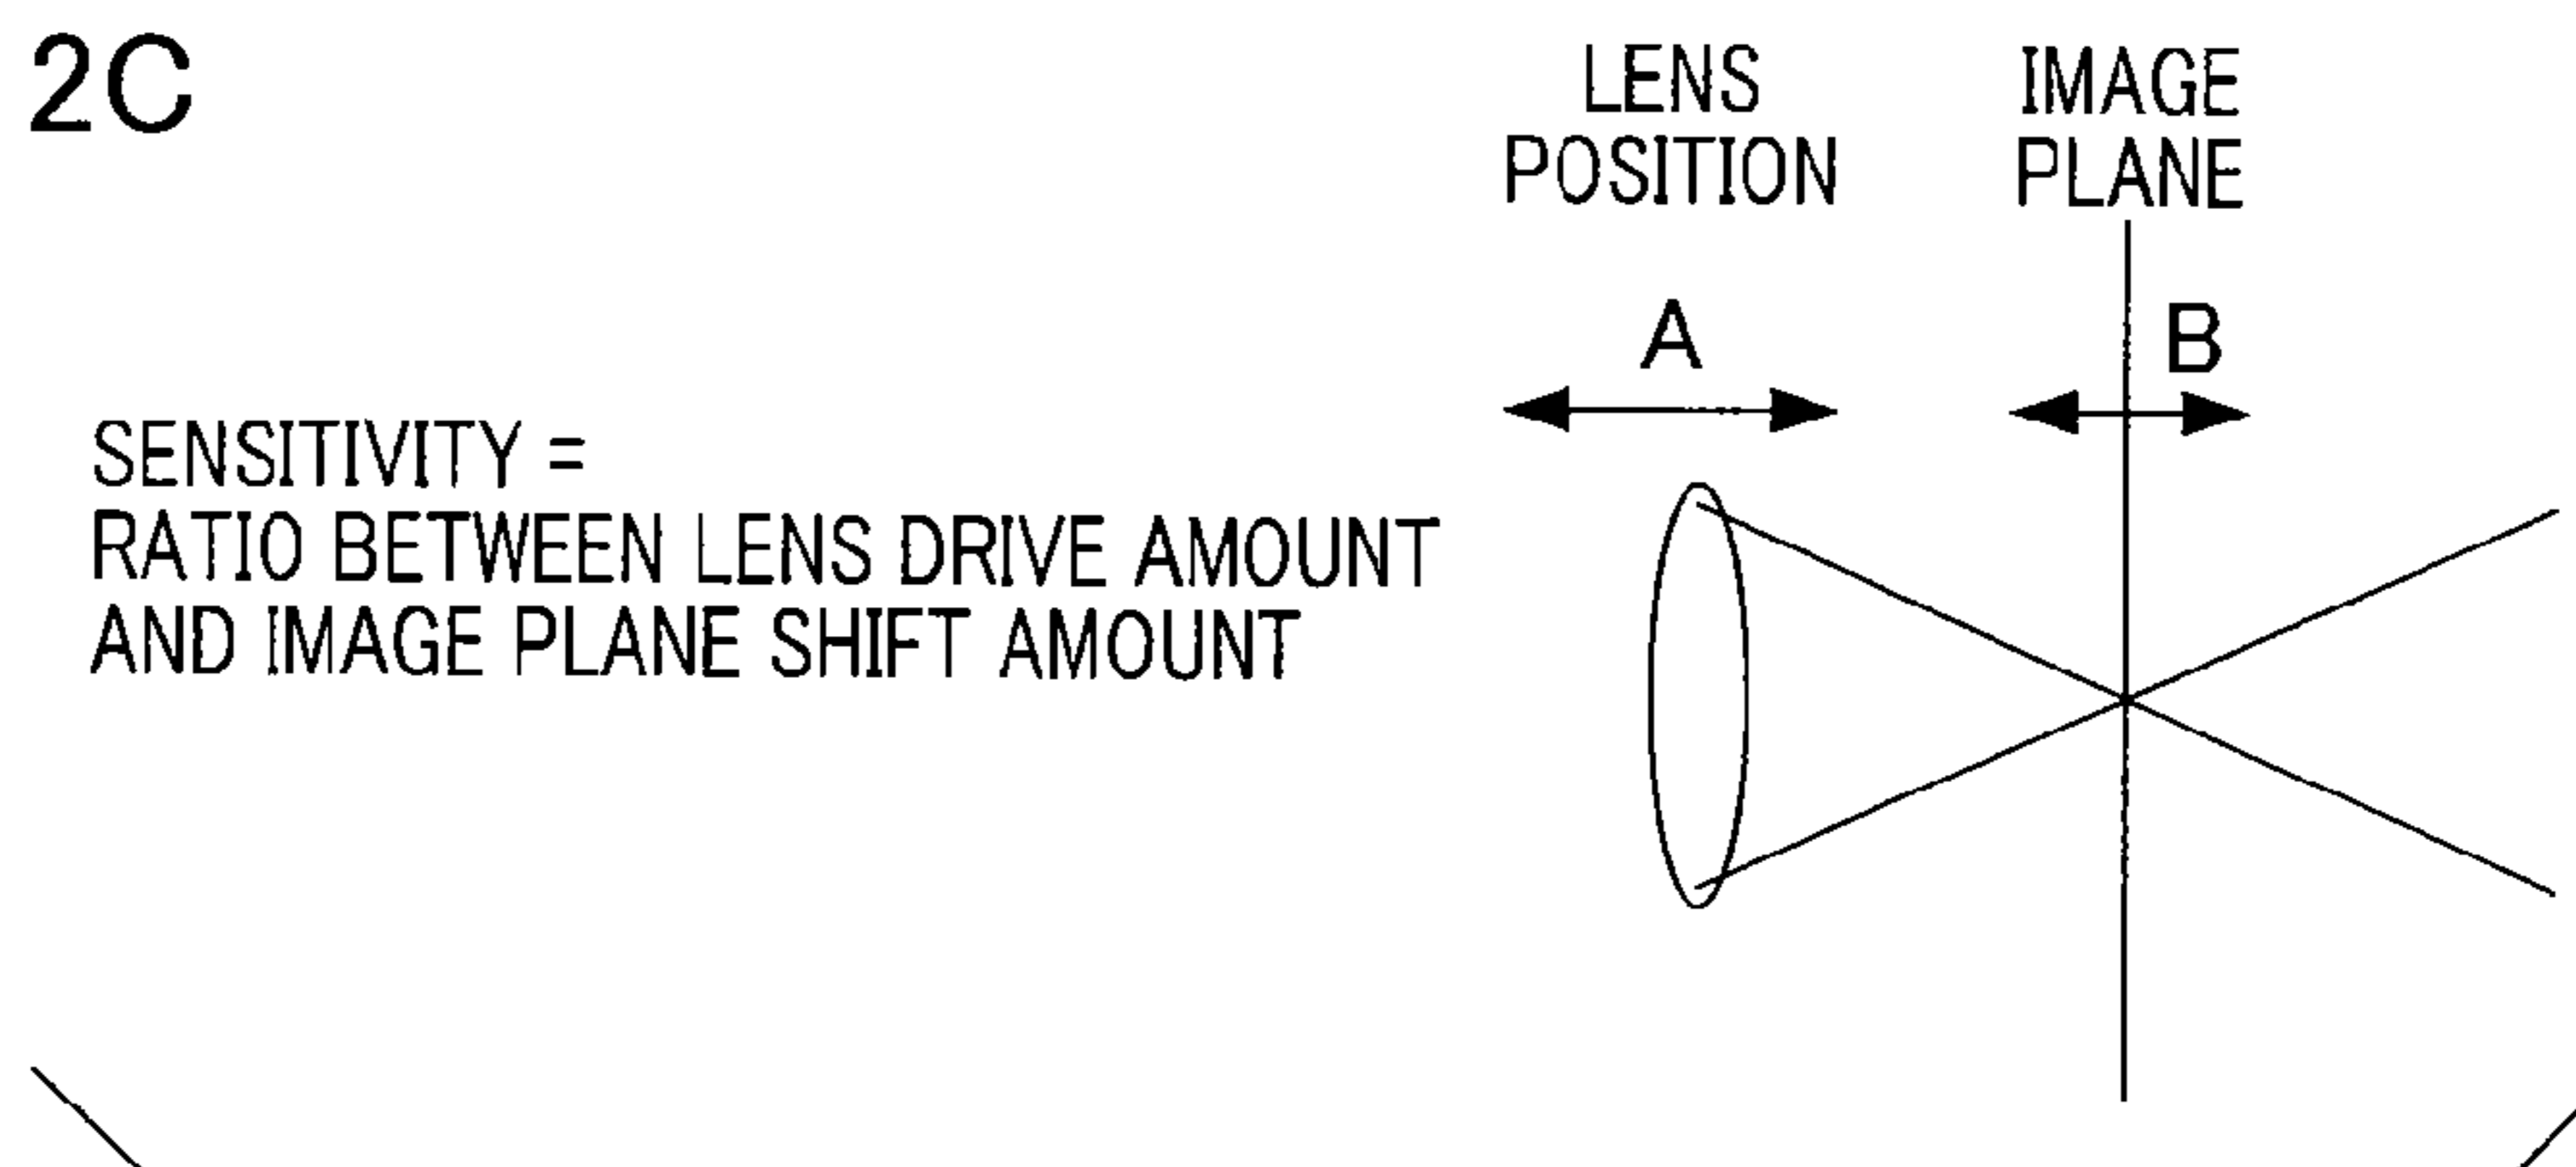 2C
LENS
POSITION
IMAGE
PLANE
A
B
SENSITIVITY =
RATIO BETWEEN LENS DRIVE AMOUNT
AND IMAGE PLANE SHIFT AMOUNT